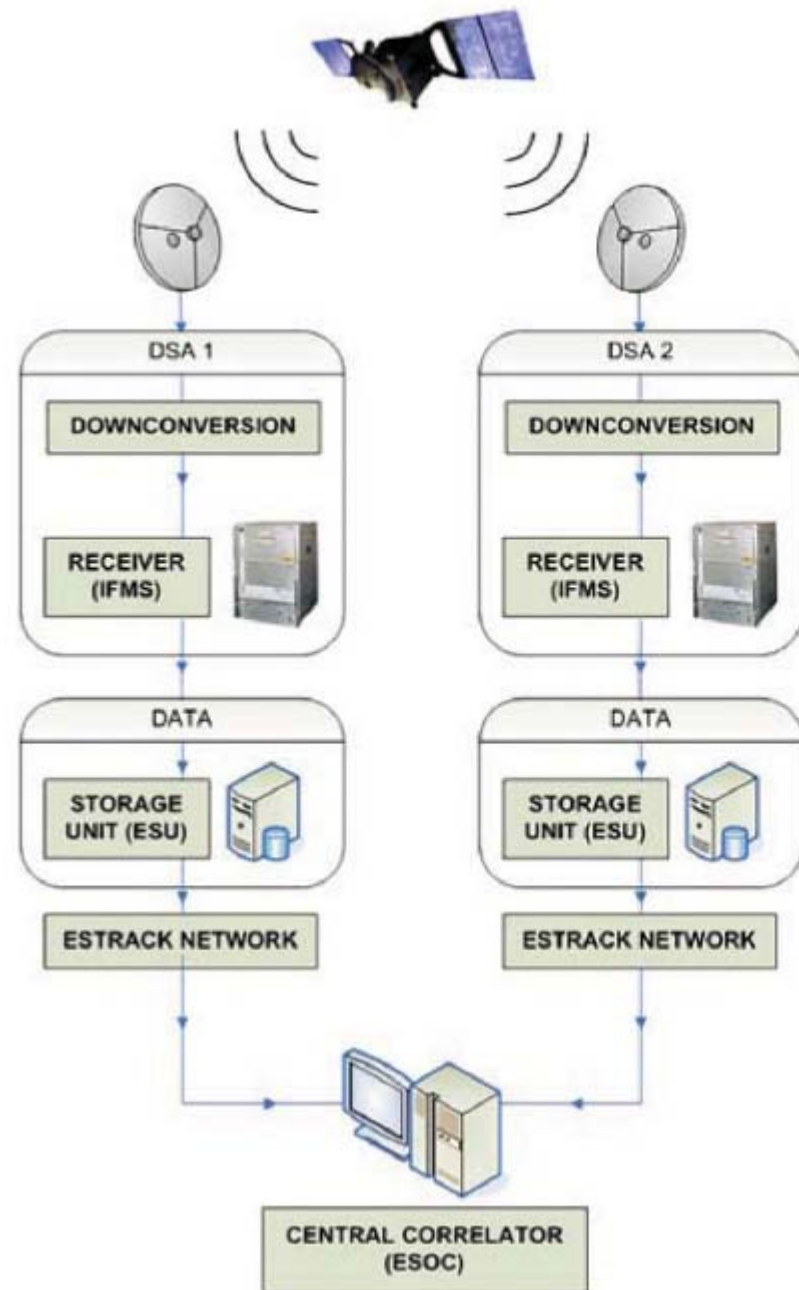 DSA 1
DSA 2
DOWNCONVERSION
DOWNCONVERSION
RECEIVER
(IFMS)
RECEIVER
(IFMS)
DATA
DATA
STORAGE
UNIT (ESU)
STORAGE
UNIT (ESU)
ESTRACK NETWORK
ESTRACK NETWORK
CENTRAL CORRELATOR
(ESOC)